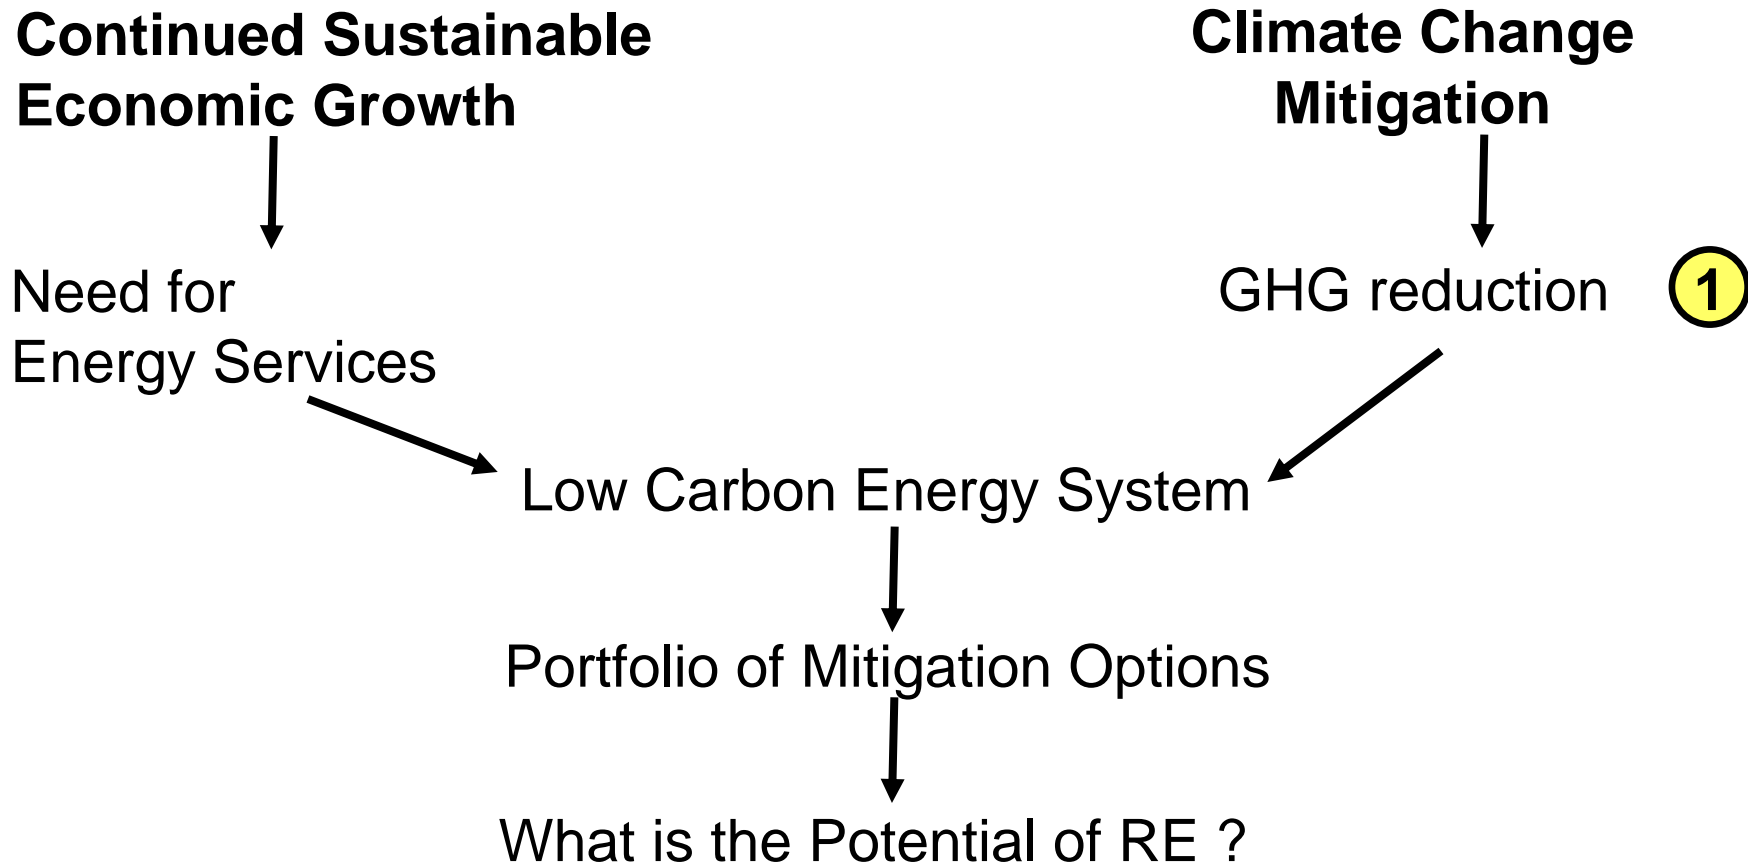 Continued Sustainable
Economic Growth
Climate Change
Mitigation
Need for
Energy Services
GHG reduction
1
Low Carbon Energy System
Portfolio of Mitigation Options
What is the Potential of RE ?